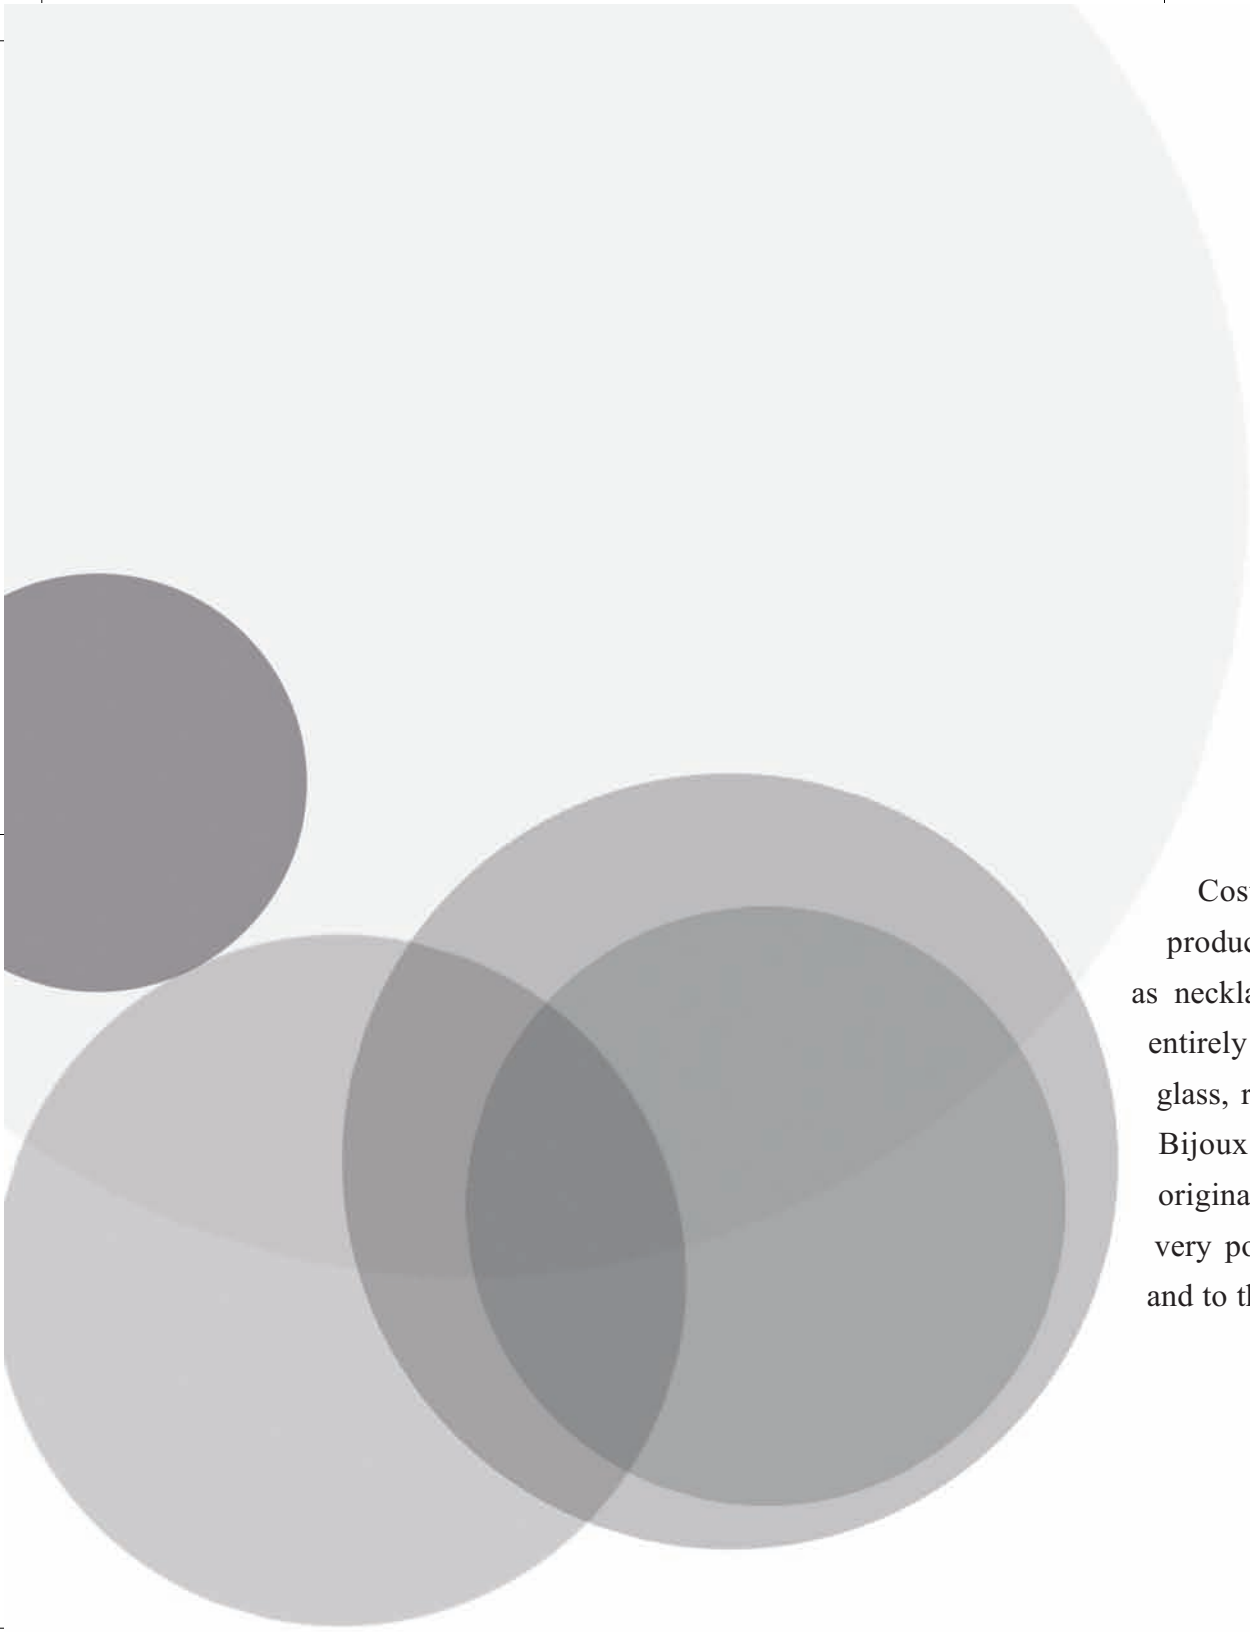 Cos
produc
as neckla
entirely
glass, r
Bijoux
origina
very po
and to t